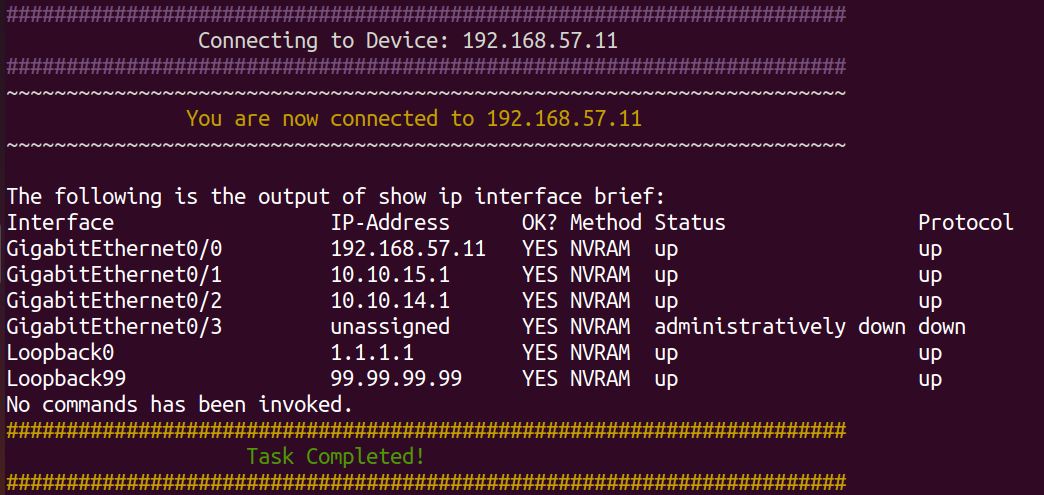 ######################################################################
Connecting to Device: 192.168.57.11
######################################################################
~~~~~~~~~~~~~~~~~~~~~~~~~~~~~~~~~~~~~~~~~~~~~~~~~~~~~~~~~~~~~~~~~~~~~~
You are now connected to 192.168.57.11
~~~~~~~~~~~~~~~~~~~~~~~~~~~~~~~~~~~~~~~~~~~~~~~~~~~~~~~~~~~~~~~~~~~~~~
The following is the output of show ip interface brief:
Interface                  IP-Address      OK? Method Status                Protocol
GigabitEthernet0/0         192.168.57.11   YES NVRAM  up                    up
GigabitEthernet0/1         10.10.15.1      YES NVRAM  up                    up
GigabitEthernet0/2         10.10.14.1      YES NVRAM  up                    up
GigabitEthernet0/3         unassigned      YES NVRAM  administratively down down
Loopback0                  1.1.1.1         YES NVRAM  up                    up
Loopback99                 99.99.99.99     YES NVRAM  up                    up
No commands has been invoked.
######################################################################
Task Completed!
######################################################################